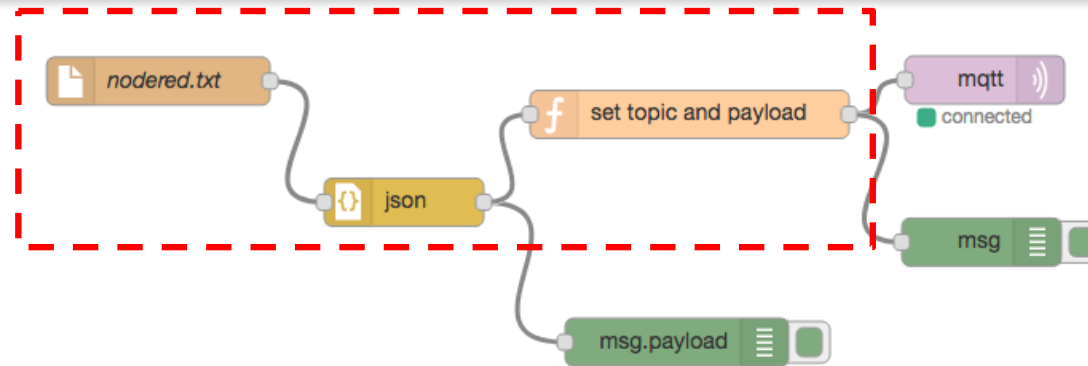 nodered.txt
set topic and payload
mqtt
connected
json
msg
msg.payload